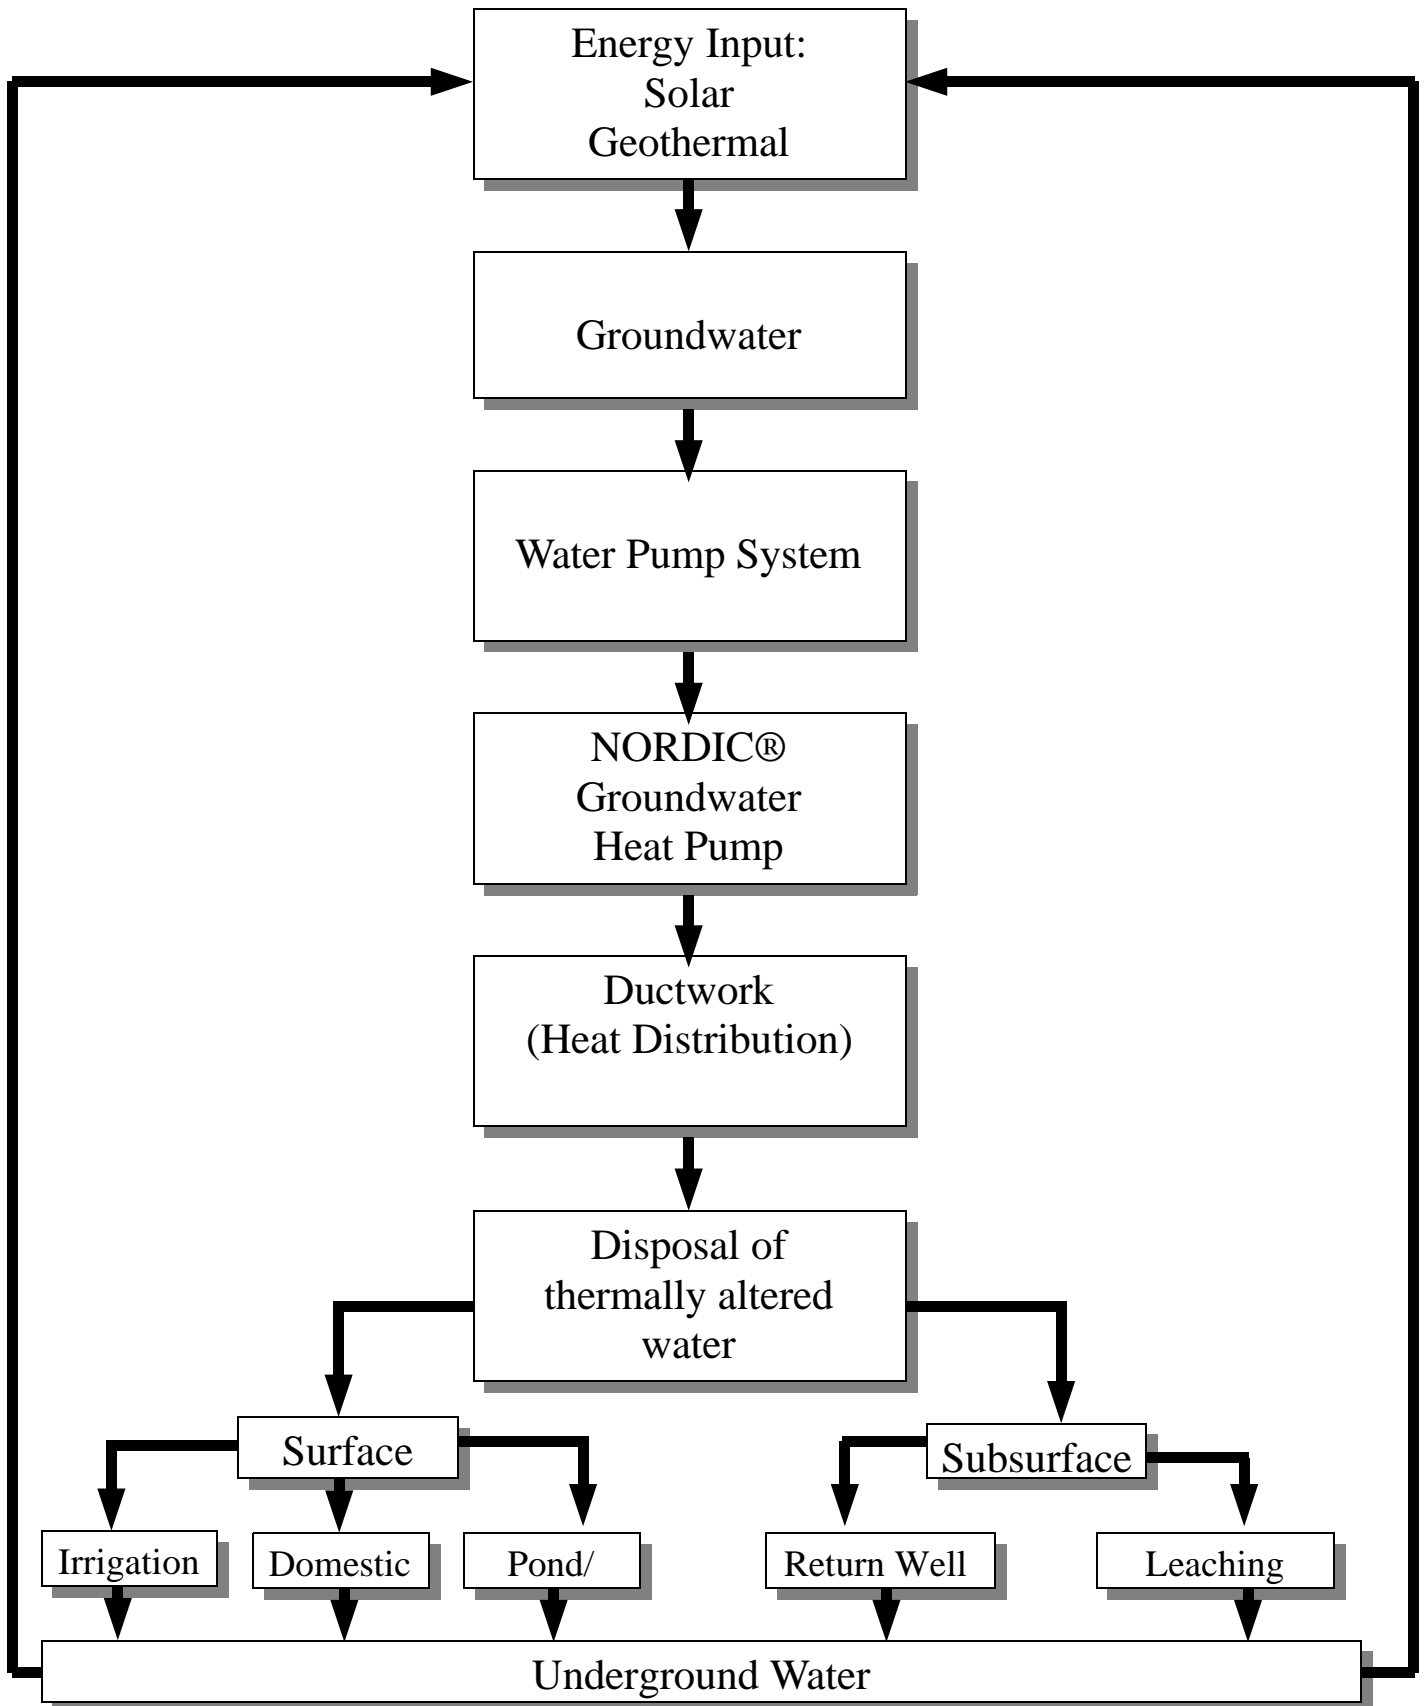 Energy Input:
Solar
Geothermal
Groundwater
Water Pump System
NORDIC®
Groundwater
Heat Pump
Ductwork
(Heat Distribution)
Disposal of
thermally altered
water
Surface
Subsurface
Irrigation
Domestic
Pond/
Return Well
Leaching
Underground Water